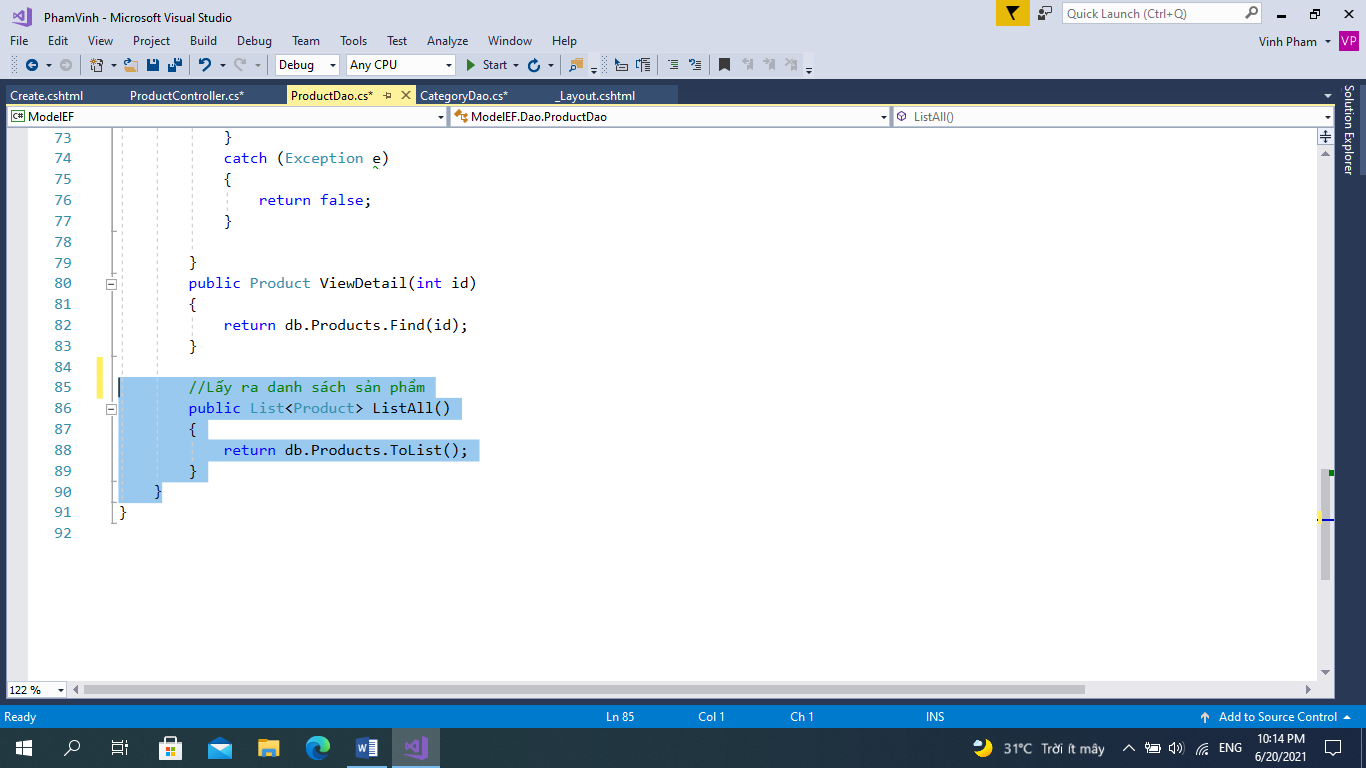 PhamVinh - Microsoft Visual Studio
Quick Launch (Ctrl+Q)
File Edit View Project Build Debug Team Tools Test Analyze Window Help
Vinh Pham VP
Debug Any CPU Start
Create.cshtml ProductController.cs* ProductDao.cs* CategoryDao.cs* _Layout.cshtml
Solution Explorer
C# ModelEF ModelEF.Dao.ProductDao ListAll()
73 }
74 catch (Exception e)
75 {
76 return false;
77 }
78
79 }
80 public Product ViewDetail(int id)
81 {
82 return db.Products.Find(id);
83 }
84
85 //Lấy ra danh sách sản phẩm
86 public List<Product> ListAll()
87 {
88 return db.Products.ToList();
89 }
90 }
91 }
92
122 %
Ready Ln 85 Col 1 Ch 1 INS Add to Source Control
31°C Trời ít mây ENG 10:14 PM
6/20/2021